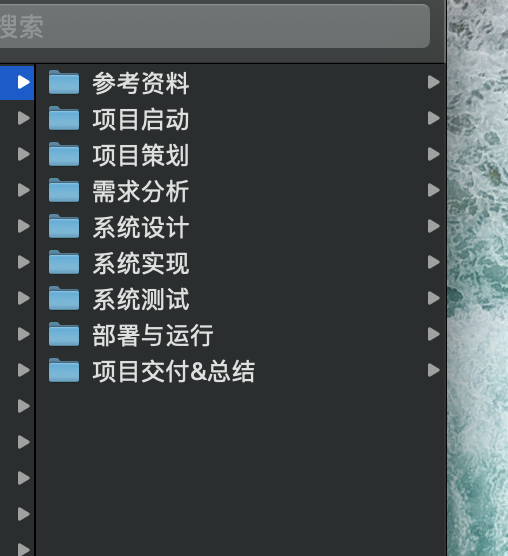 搜索
参考资料
项目启动
项目策划
需求分析
系统设计
系统实现
系统测试
部署与运行
项目交付&总结